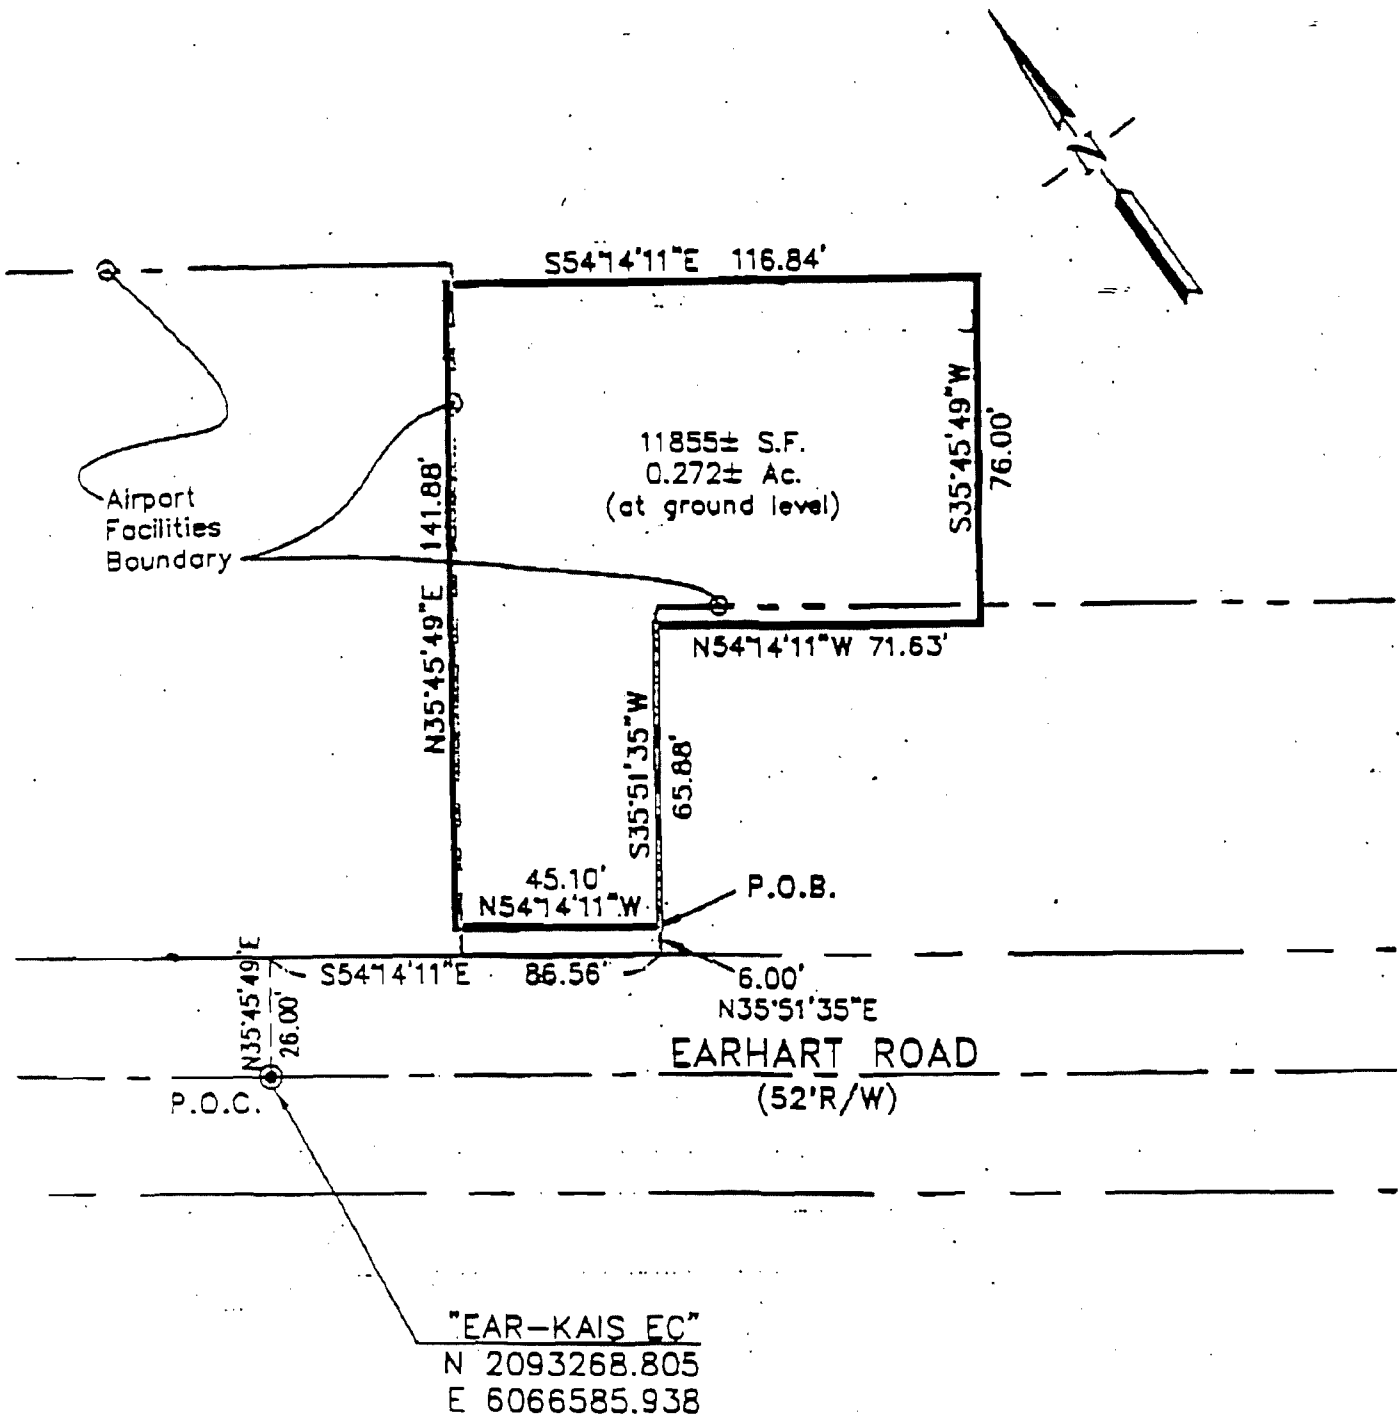 N
S54°14'11"E 116.84'
S35°45'49"W
76.00'
11855± S.F.
0.272± Ac.
(at ground level)
N35°45'49"E 141.88'
Airport
Facilities
Boundary
N54°14'11"W 71.63'
S35°51'35"W
65.88'
45.10'
N54°14'11"W
P.O.B.
S54°14'11"E 86.56'
6.00'
N35°51'35"E
N35°45'49"E
26.00'
EARHART ROAD
(52'R/W)
P.O.C.
"EAR-KAIS EC"
N 2093268.805
E 6066585.938